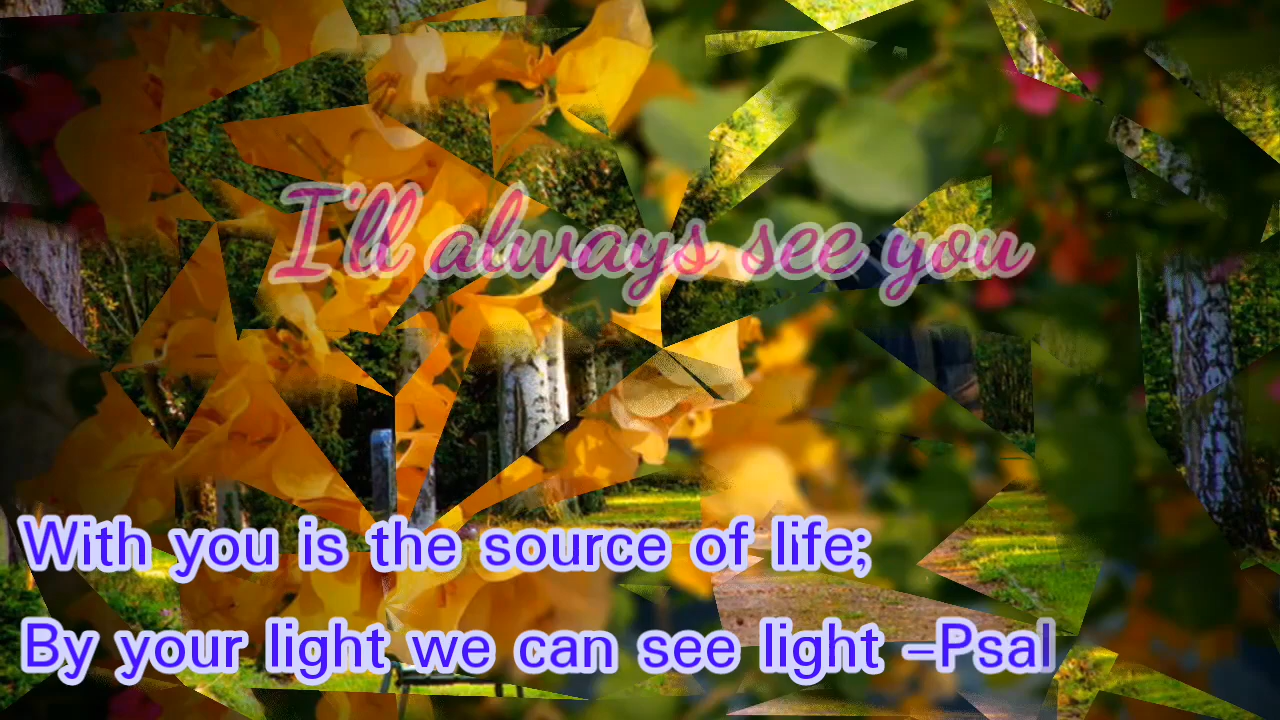 I'll always see you
With you is the source of life;
By your light we can see light -Psal